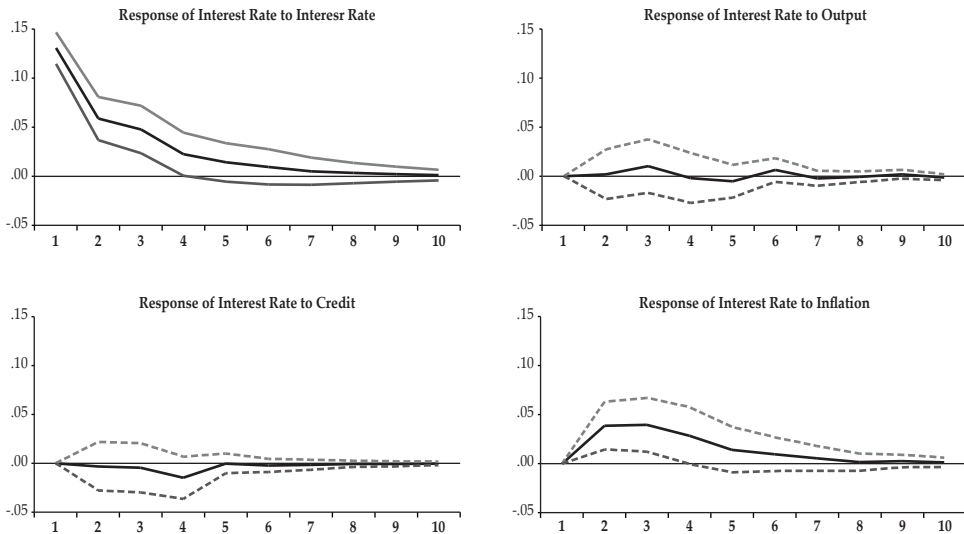 Response of Interest Rate to Interesr Rate
.15
.10
.05
.00
-.05
1 2 3 4 5 6 7 8 9 10
Response of Interest Rate to Output
.15
.10
.05
.00
-.05
1 2 3 4 5 6 7 8 9 10
Response of Interest Rate to Credit
.15
.10
.05
.00
-.05
1 2 3 4 5 6 7 8 9 10
Response of Interest Rate to Inflation
.15
.10
.05
.00
-.05
1 2 3 4 5 6 7 8 9 10